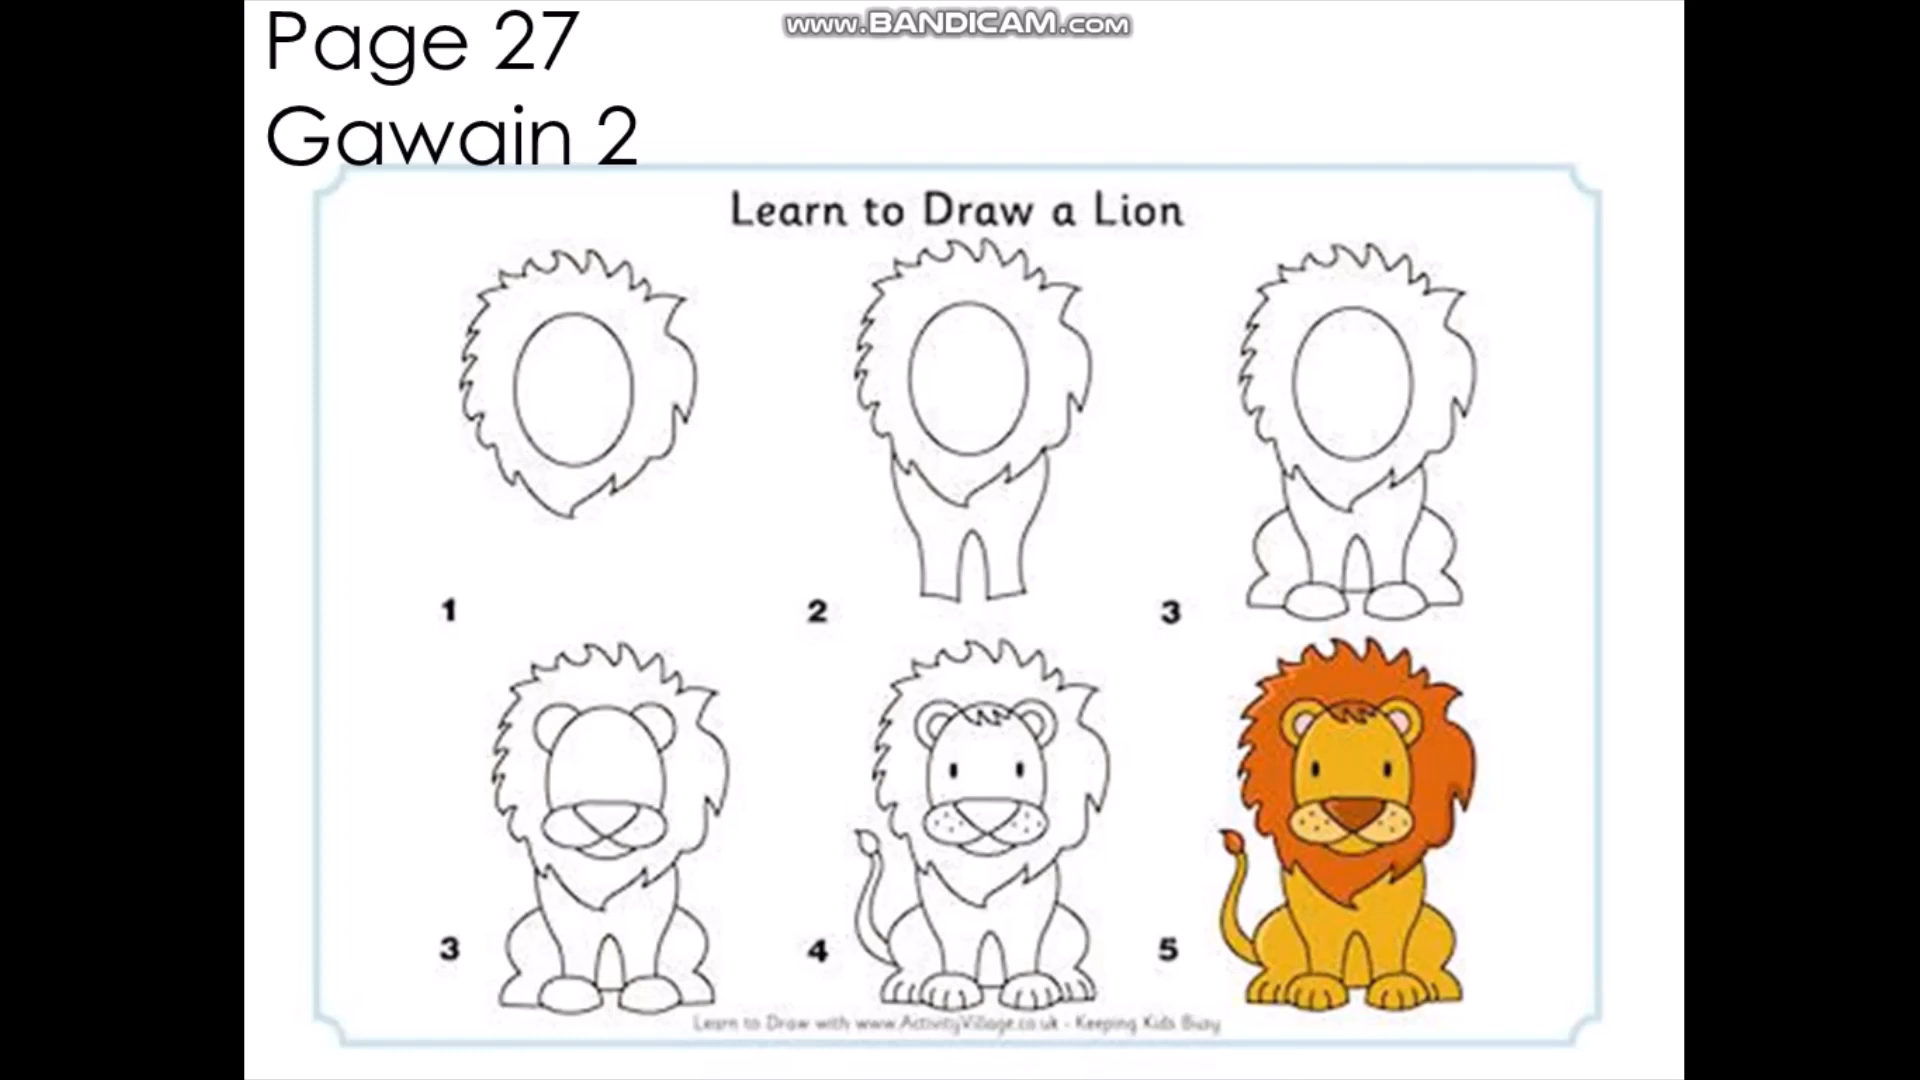 Page 27
www.BANDICAM.com
Gawain 2
Learn to Draw a Lion
1
2
3
3
4
5
Learn to Draw with www.ActivityVillage.co.uk - Keeping Kids Busy